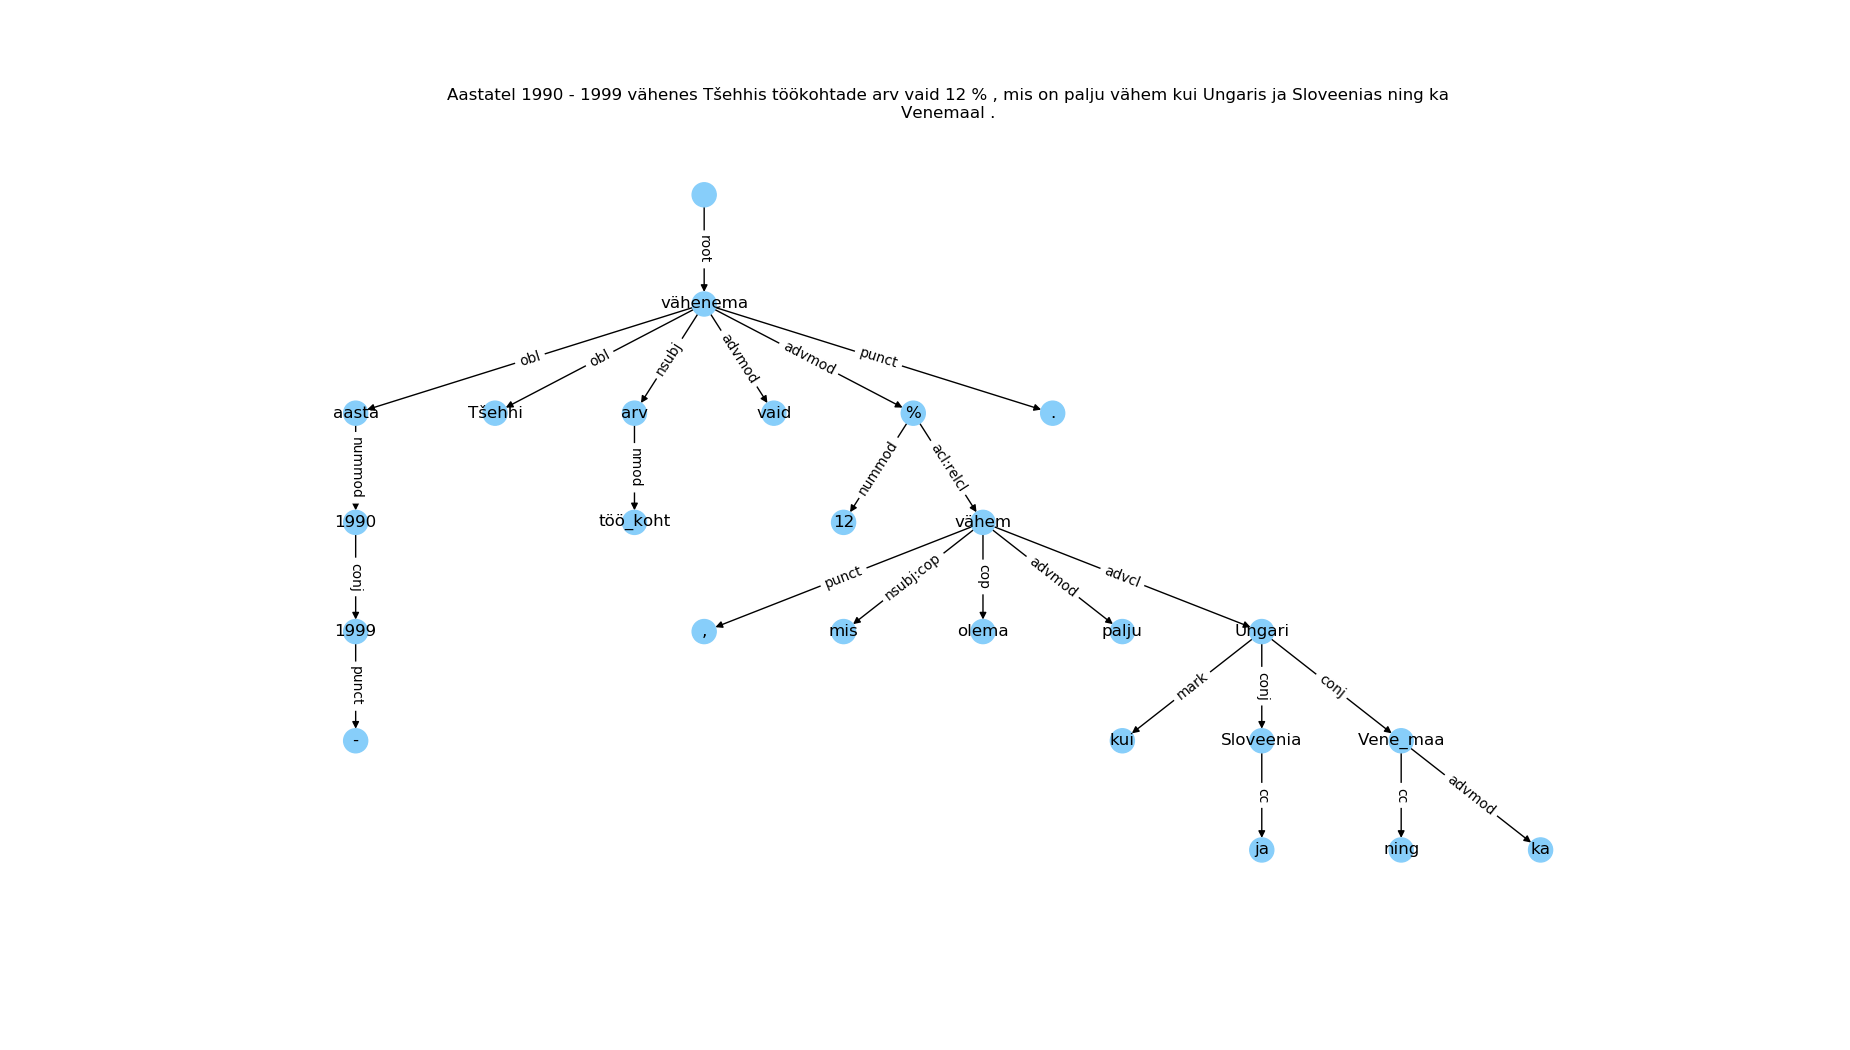 Aastatel 1990 - 1999 vähenes Tšehhis töökohtade arv vaid 12 % , mis on palju vähem kui Ungaris ja Sloveenias ning ka
Venemaal .
root
vähenema
obl obl nsubj advmod advmod punct
aasta Tšehhi arv vaid % .
nummod nmod nummod acl:relcl
1990 töö_koht 12 vähem
conj punct nsubj:cop cop advmod advcl
1999 , mis olema palju Ungari
punct mark conj conj
- kui Sloveenia Vene_maa
cc cc advmod
ja ning ka